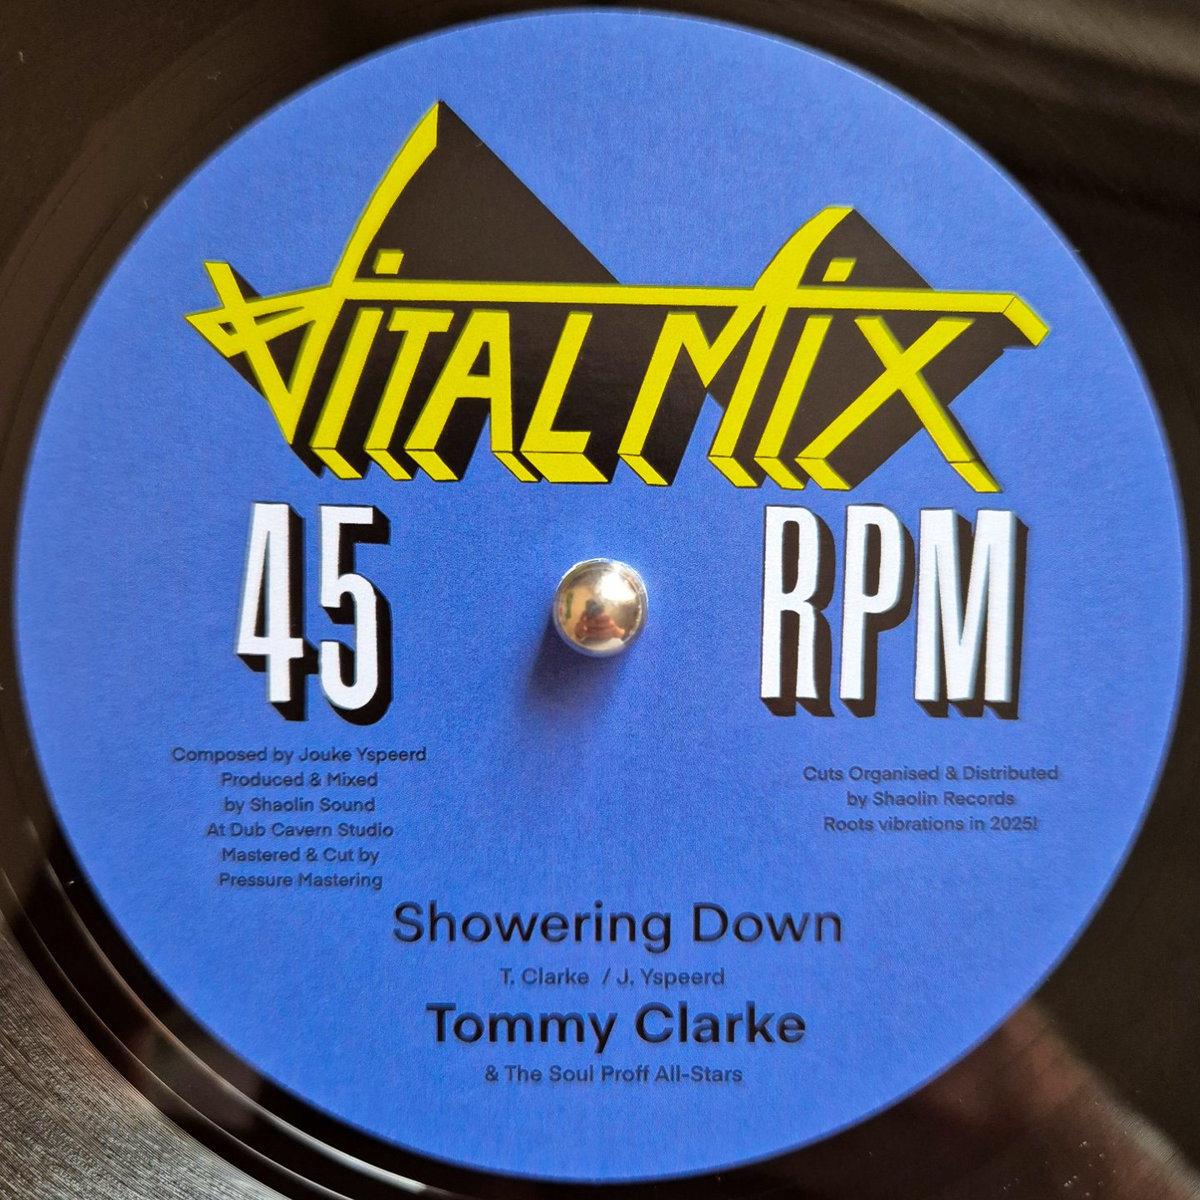 VITAL MIX
45 RPM
Composed by Jouke Yspeerd
Produced & Mixed
by Shaolin Sound
At Dub Cavern Studio
Mastered & Cut by
Pressure Mastering
Cuts Organised & Distributed
by Shaolin Records
Roots vibrations in 2025!
Showering Down
T. Clarke / J. Yspeerd
Tommy Clarke
& The Soul Proff All-Stars